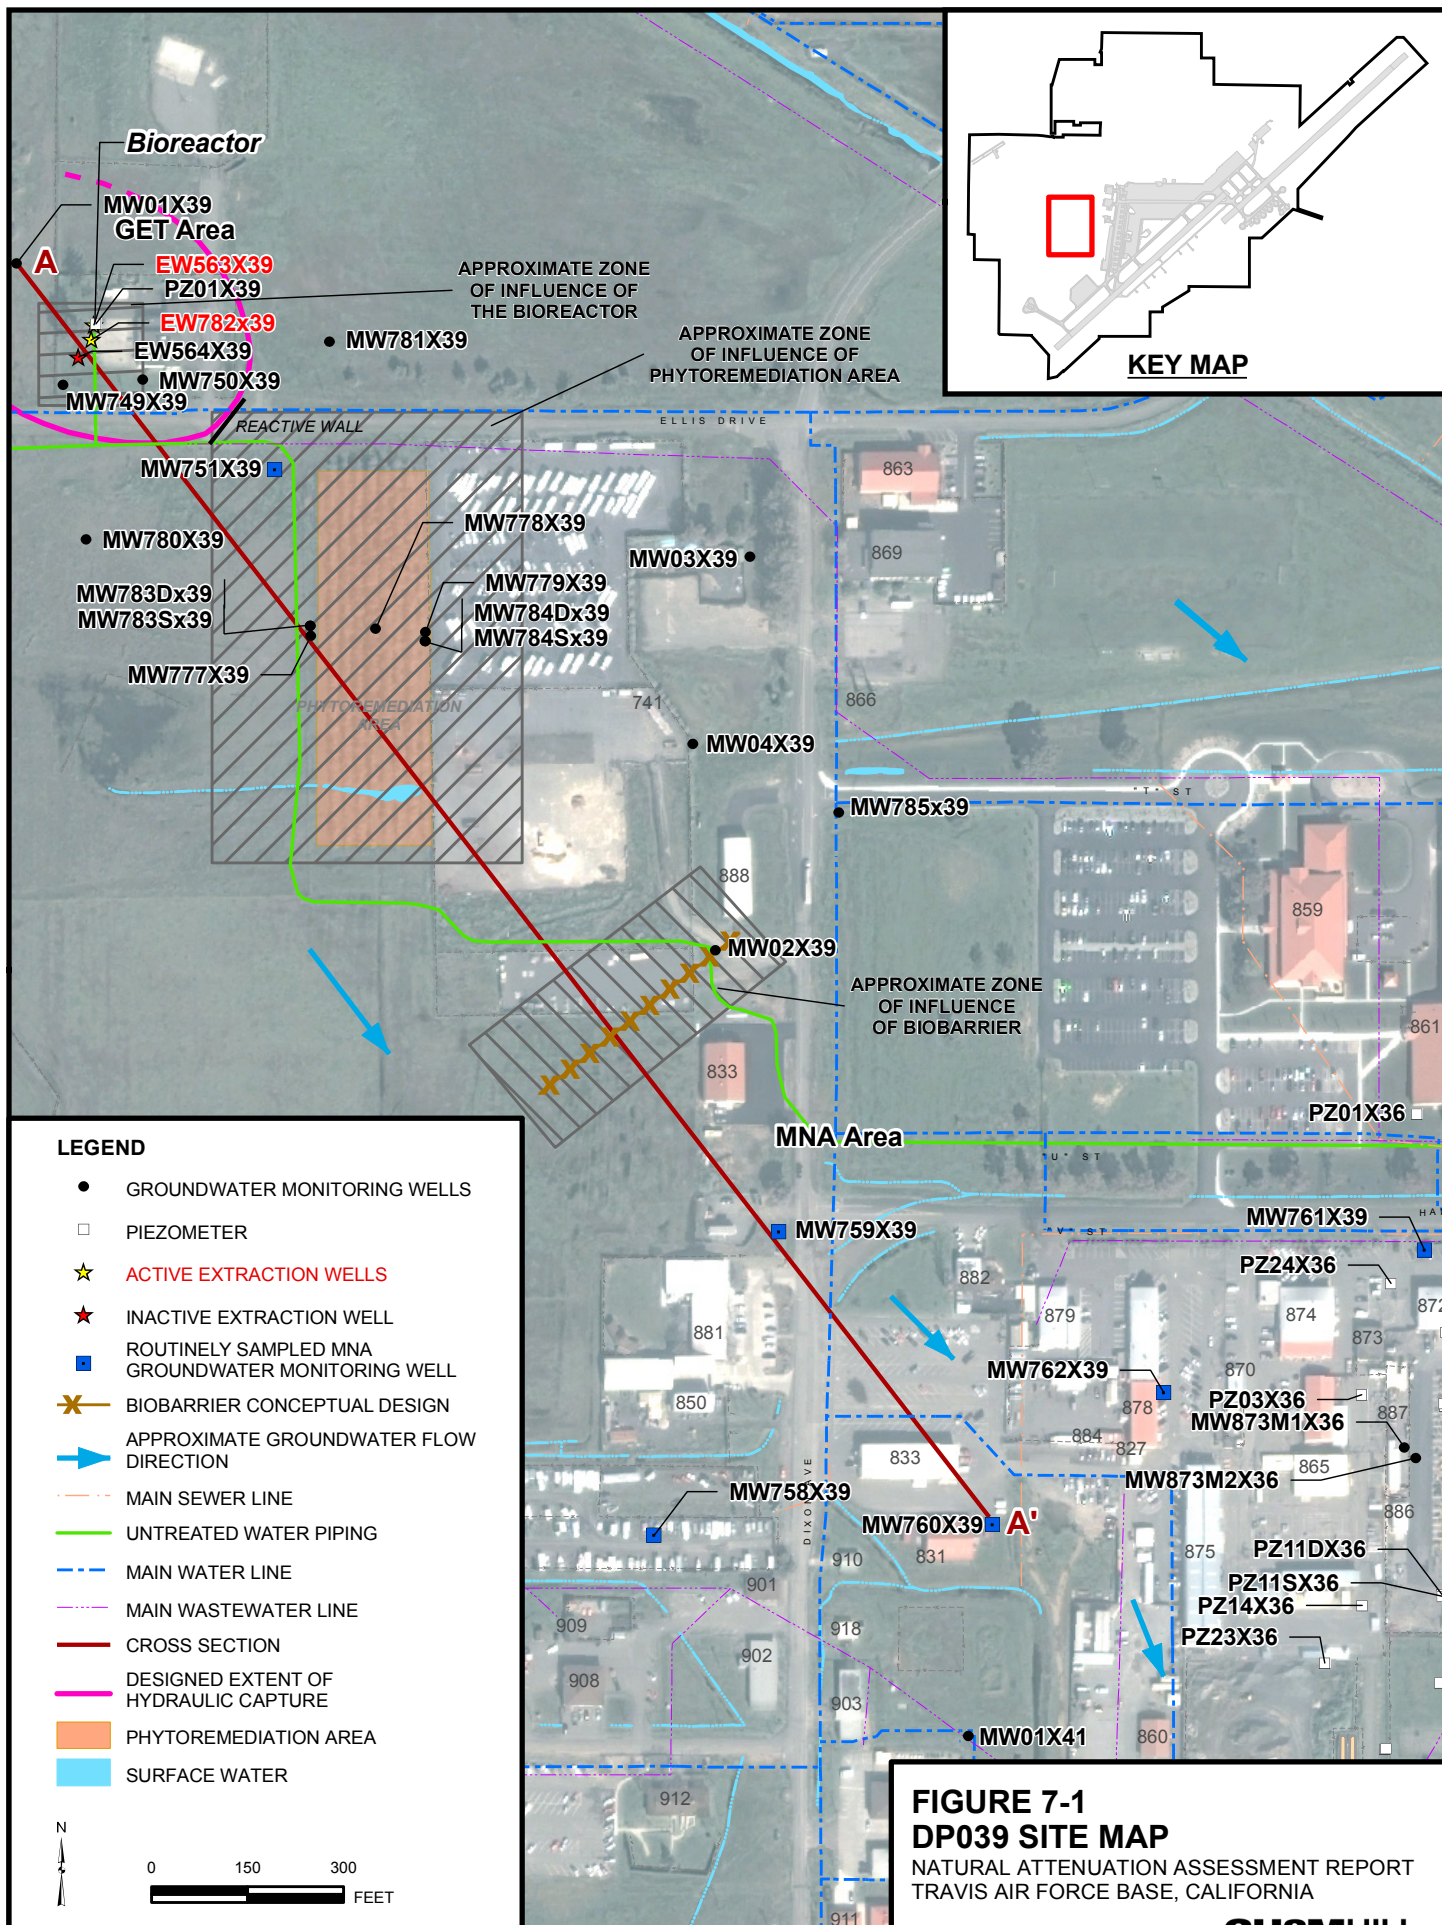 Bioreactor
MW01X39
GET Area
A
EW563X39
PZ01X39
EW782x39
EW564X39
MW750X39
MW749X39
APPROXIMATE ZONE
OF INFLUENCE OF
THE BIOREACTOR
MW781X39
APPROXIMATE ZONE
OF INFLUENCE OF
PHYTOREMEDIATION AREA
KEY MAP
REACTIVE WALL
ELLIS DRIVE
MW751X39
863
MW780X39
MW778X39
MW03X39
869
MW783Dx39
MW783Sx39
MW779X39
MW784Dx39
MW784Sx39
MW777X39
PHYTOREMEDIATION
AREA
741
866
MW04X39
"T" ST
MW785x39
888
859
MW02X39
APPROXIMATE ZONE
OF INFLUENCE
OF BIOBARRIER
861
833
PZ01X36
MNA Area
"U" ST
HA
MW761X39
"V" ST
MW759X39
PZ24X36
882
879
874
872
873
881
MW762X39
870
850
878
PZ03X36
887
MW873M1X36
884
827
833
865
MW873M2X36
DIXON AVE
MW758X39
886
MW760X39
A'
910
831
875
PZ11DX36
PZ11SX36
901
PZ14X36
909
918
PZ23X36
902
908
903
MW01X41
860
912
911
LEGEND
GROUNDWATER MONITORING WELLS
PIEZOMETER
ACTIVE EXTRACTION WELLS
INACTIVE EXTRACTION WELL
ROUTINELY SAMPLED MNA
GROUNDWATER MONITORING WELL
BIOBARRIER CONCEPTUAL DESIGN
APPROXIMATE GROUNDWATER FLOW
DIRECTION
MAIN SEWER LINE
UNTREATED WATER PIPING
MAIN WATER LINE
MAIN WASTEWATER LINE
CROSS SECTION
DESIGNED EXTENT OF
HYDRAULIC CAPTURE
PHYTOREMEDIATION AREA
SURFACE WATER
N
0 150 300
FEET
FIGURE 7-1
DP039 SITE MAP
NATURAL ATTENUATION ASSESSMENT REPORT
TRAVIS AIR FORCE BASE, CALIFORNIA